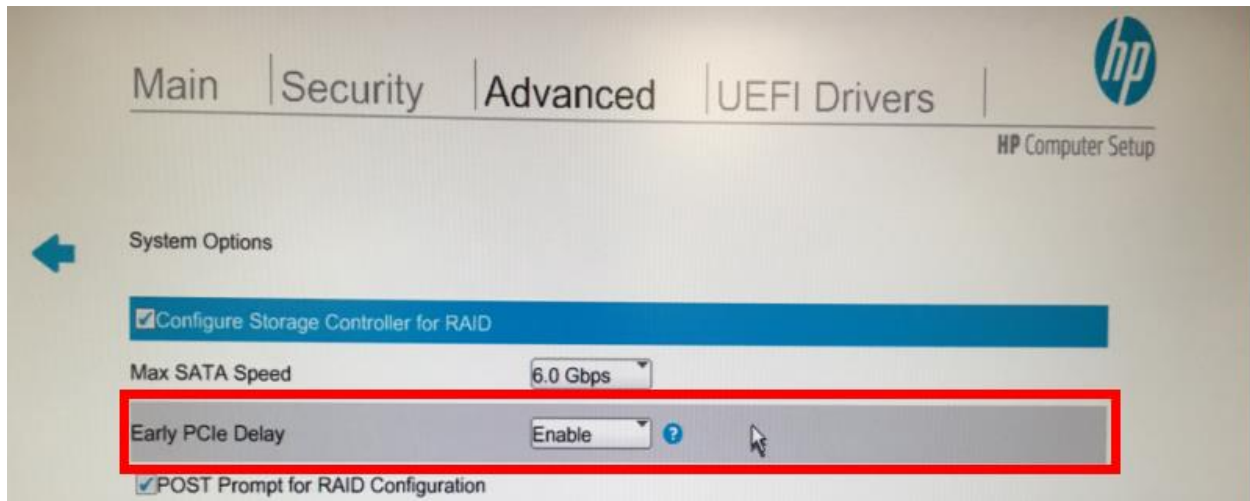 hp
Main Security Advanced UEFI Drivers
HP Computer Setup
System Options
Configure Storage Controller for RAID
Max SATA Speed 6.0 Gbps
Early PCIe Delay Enable ?
POST Prompt for RAID Configuration